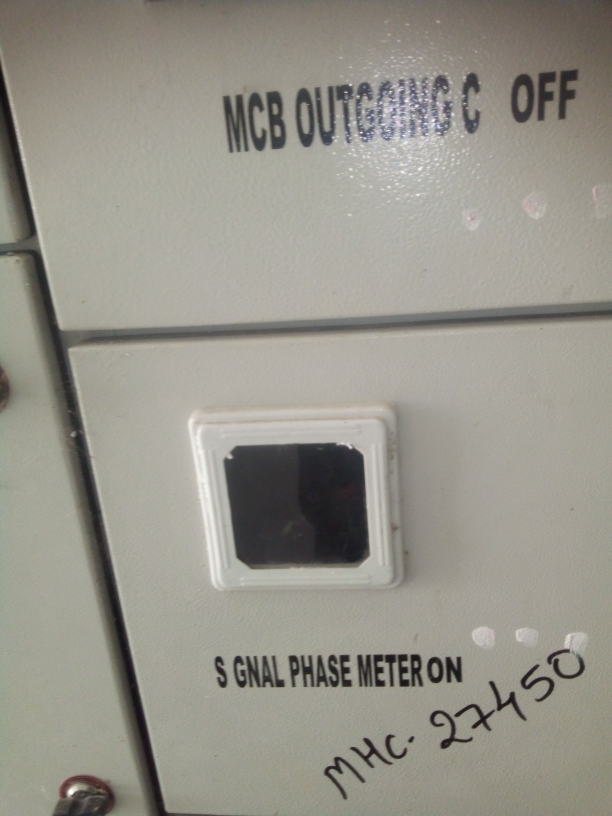 MCB OUTGOING C OFF
S GNAL PHASE METER ON
MHC-27450